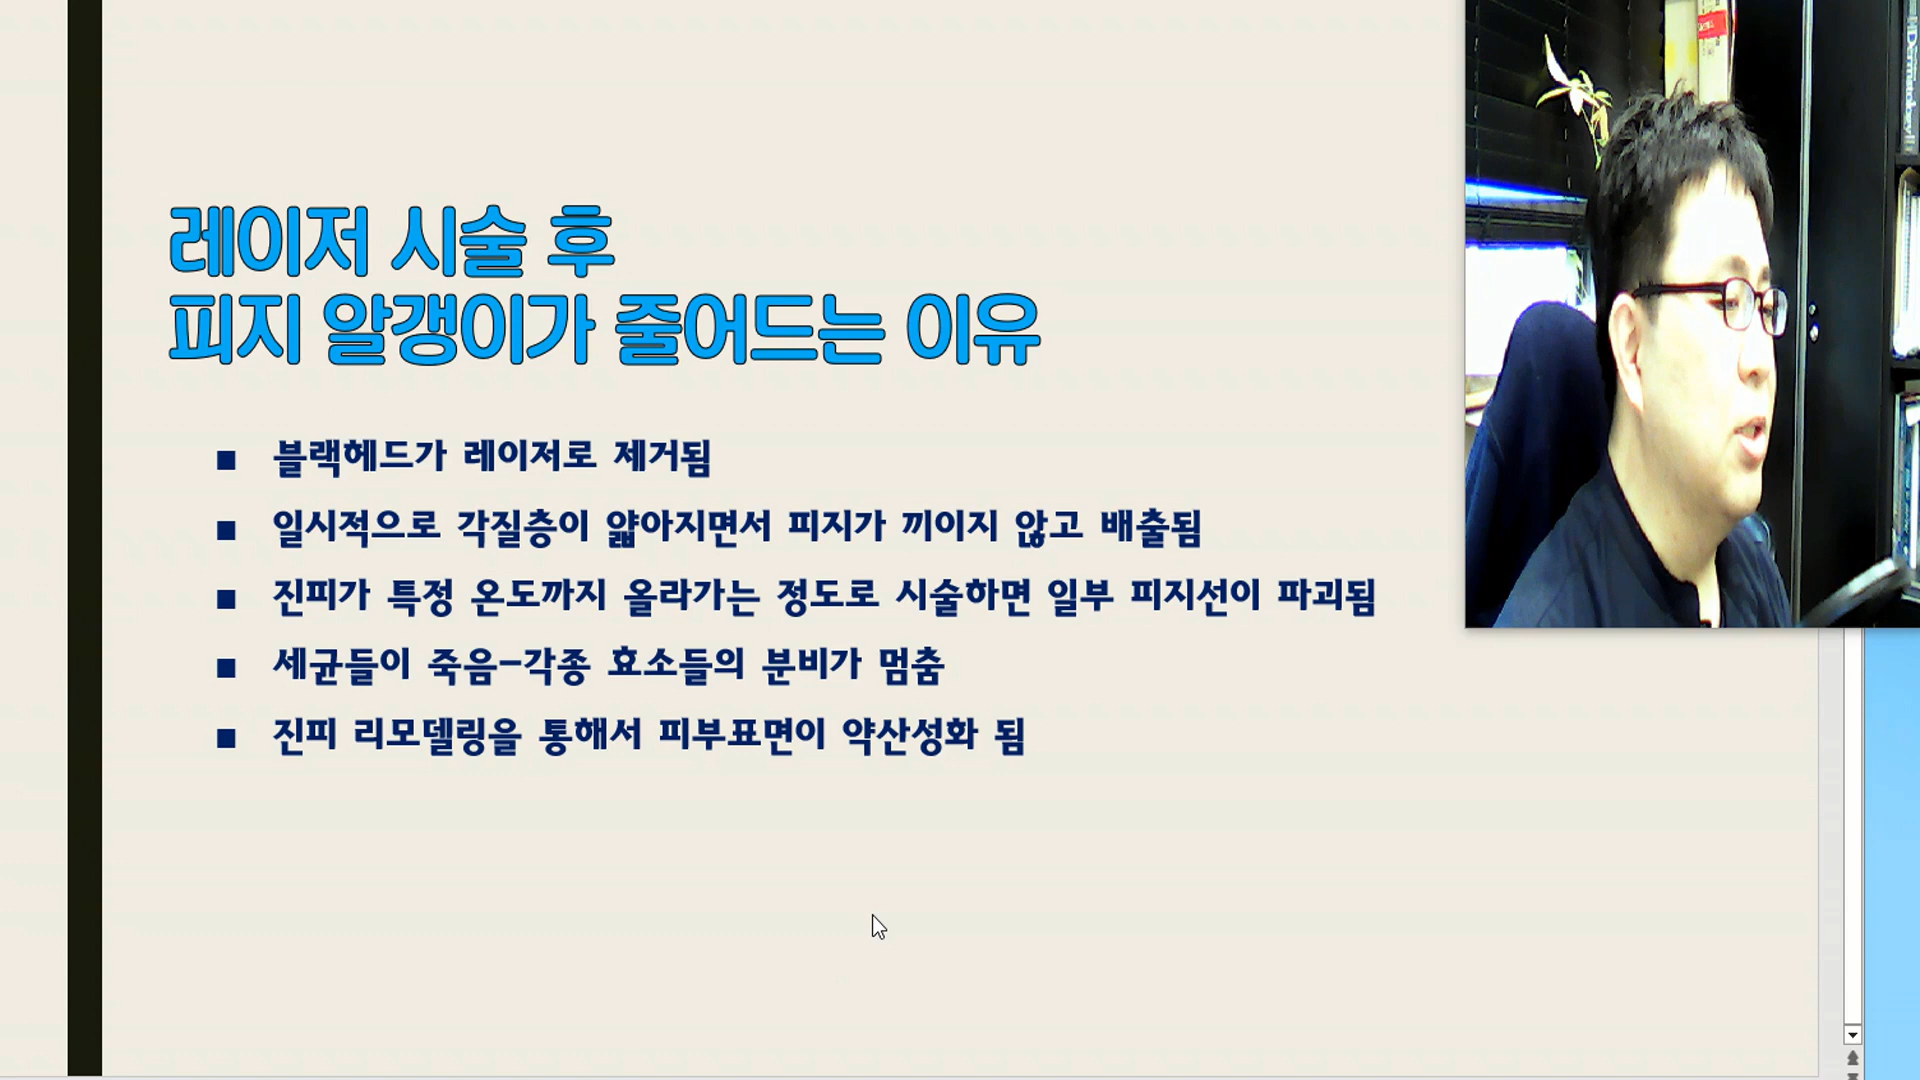 레이저 시술 후
피지 알갱이가 줄어드는 이유
■ 블랙헤드가 레이저로 제거됨
■ 일시적으로 각질층이 얇아지면서 피지가 끼이지 않고 배출됨
■ 진피가 특정 온도까지 올라가는 정도로 시술하면 일부 피지선이 파괴됨
■ 세균들이 죽음-각종 효소들의 분비가 멈춤
■ 진피 리모델링을 통해서 피부표면이 약산성화 됨
Dermatology